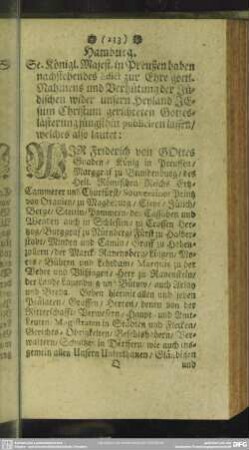 (213)
Hamburg.
Se. Königl. Majest. in Preußen haben
nachstehendes Edict zur Ehre göttl.
Nahmens und Verhütung der Jü-
dischen wider unsern Heyland JE-
sum Christum gerichteten Gottes-
lästerung jüngsthin publiciren lassen,
welches also lautet:
WIR Friderich von GOttes
Gnaden, König in Preussen,
Marggraf zu Brandenburg, des
Heil. Römischen Reichs Ertz-
Cammerer und Churfürst, Souverainer Printz
von Oranien, zu Magdeburg, Cleve, Jülich,
Berge, Stettin, Pommern, der Cassuben und
Wenden auch in Schlesien, zu Crossen Her-
tzog, Burggraf zu Nürnberg, Fürst zu Halber-
stadt, Minden und Camin, Graf zu Hohen-
zollern, der Marck, Ravensberg, Lingen, Moers,
Bühren und Lehrdam, Marquis zu der
Vehre und Vlißingen, Herr zu Ravenstein,
der Lande Lauenburg und Bütow, auch Arlay
und Breda. Geben hiermit allen und jeden
Prälaten, Graffen, Herren, denen von der
Ritterschafft, Verwesern, Haupt- und Amt-
Leuten, Magistraten in Städten und Flecken,
Gerichts-Obrigkeiten, Befehlshabern, Ver-
waltern, Schultzen in Dörffern, wie auch ins-
gemein allen Unsern Unterthanen, Gläubigen
O und